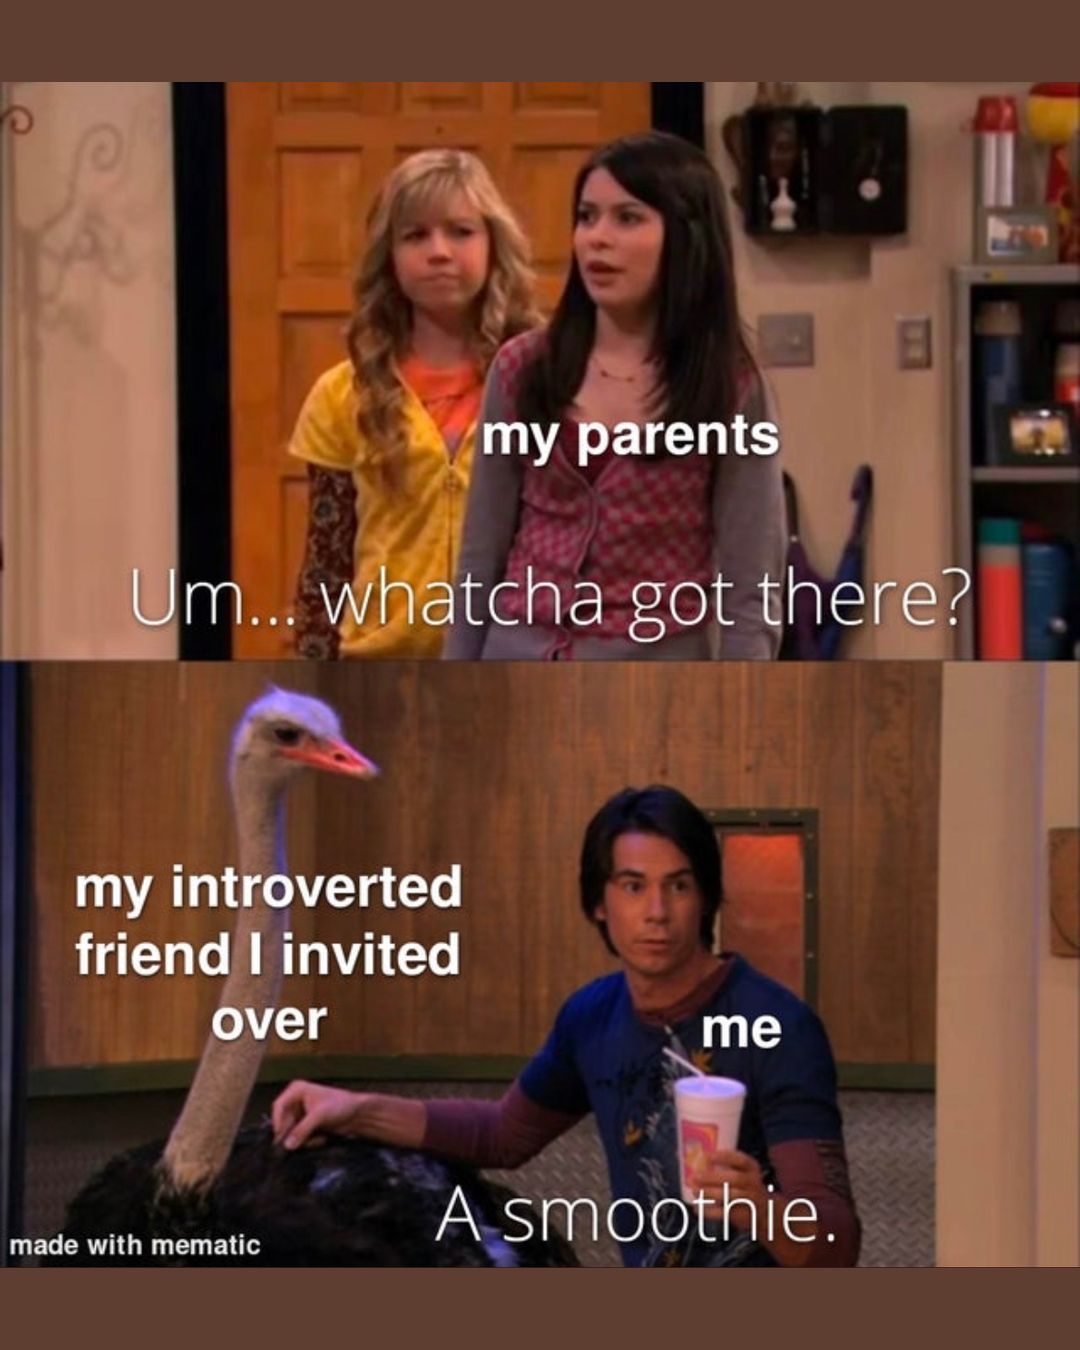 my parents
Um... whatcha got there?
my introverted
friend I invited
over
me
A smoothie.
made with mematic